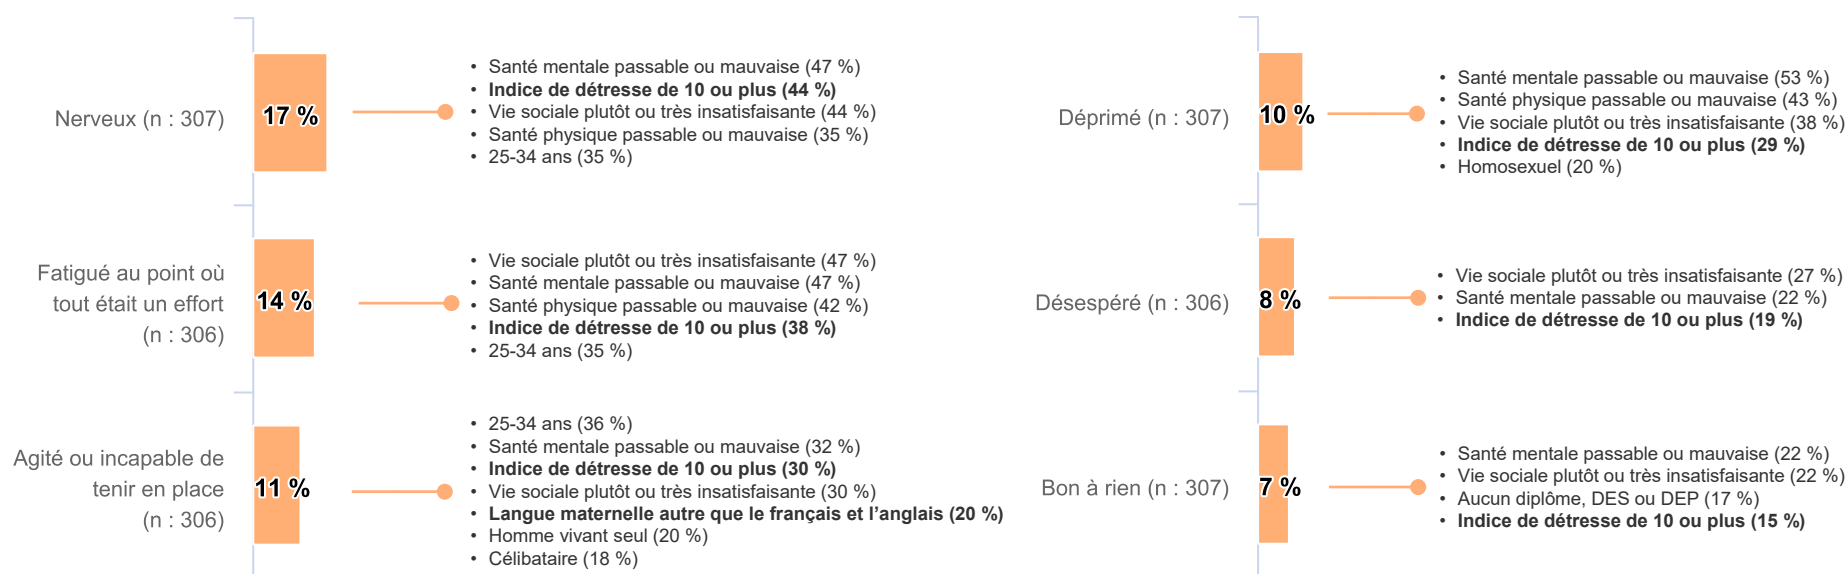 Nerveux (n : 307)
17 %
• Santé mentale passable ou mauvaise (47 %)
• Indice de détresse de 10 ou plus (44 %)
• Vie sociale plutôt ou très insatisfaisante (44 %)
• Santé physique passable ou mauvaise (35 %)
• 25-34 ans (35 %)
Fatigué au point où
tout était un effort
(n : 306)
14 %
• Vie sociale plutôt ou très insatisfaisante (47 %)
• Santé mentale passable ou mauvaise (47 %)
• Santé physique passable ou mauvaise (42 %)
• Indice de détresse de 10 ou plus (38 %)
• 25-34 ans (35 %)
Agité ou incapable de
tenir en place
(n : 306)
11 %
• 25-34 ans (36 %)
• Santé mentale passable ou mauvaise (32 %)
• Indice de détresse de 10 ou plus (30 %)
• Vie sociale plutôt ou très insatisfaisante (30 %)
• Langue maternelle autre que le français et l’anglais (20 %)
• Homme vivant seul (20 %)
• Célibataire (18 %)
Déprimé (n : 307)
10 %
• Santé mentale passable ou mauvaise (53 %)
• Santé physique passable ou mauvaise (43 %)
• Vie sociale plutôt ou très insatisfaisante (38 %)
• Indice de détresse de 10 ou plus (29 %)
• Homosexuel (20 %)
Désespéré (n : 306)
8 %
• Vie sociale plutôt ou très insatisfaisante (27 %)
• Santé mentale passable ou mauvaise (22 %)
• Indice de détresse de 10 ou plus (19 %)
Bon à rien (n : 307)
7 %
• Santé mentale passable ou mauvaise (22 %)
• Vie sociale plutôt ou très insatisfaisante (22 %)
• Aucun diplôme, DES ou DEP (17 %)
• Indice de détresse de 10 ou plus (15 %)